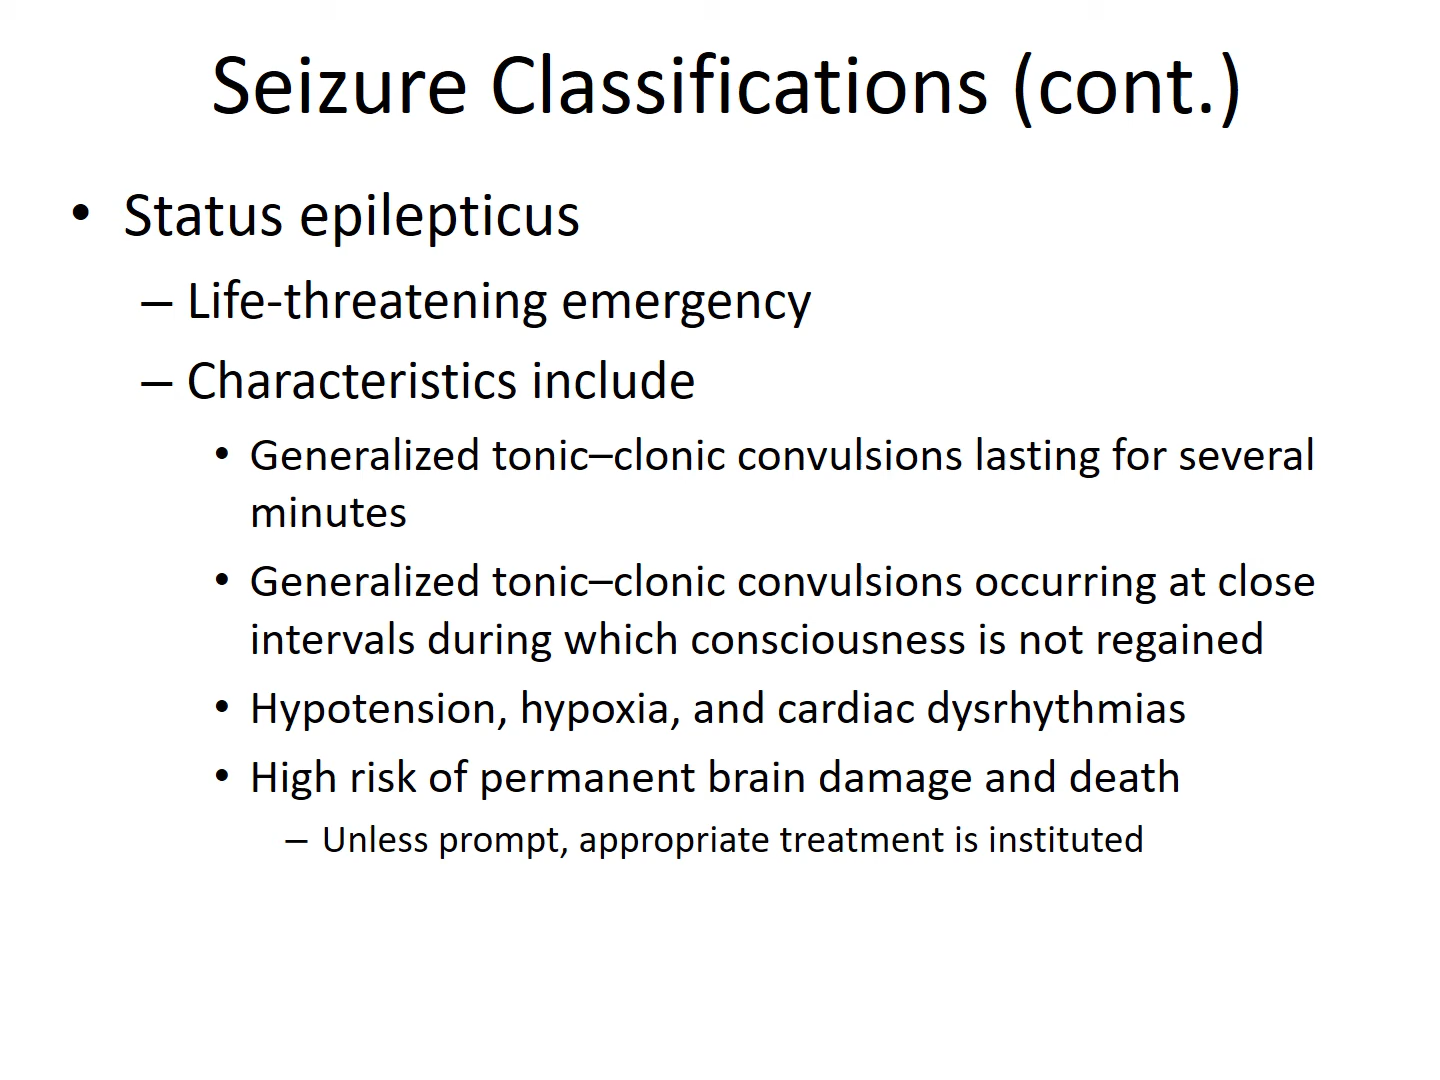 Seizure Classifications (cont.)
• Status epilepticus
– Life-threatening emergency
– Characteristics include
• Generalized tonic–clonic convulsions lasting for several
minutes
• Generalized tonic–clonic convulsions occurring at close
intervals during which consciousness is not regained
• Hypotension, hypoxia, and cardiac dysrhythmias
• High risk of permanent brain damage and death
– Unless prompt, appropriate treatment is instituted